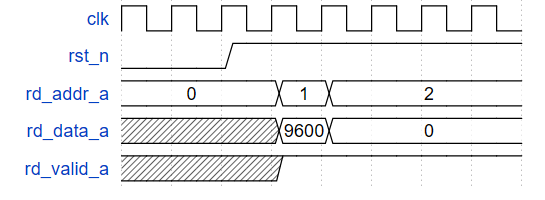 clk
rst_n
rd_addr_a 0 1 2
rd_data_a 9600 0
rd_valid_a